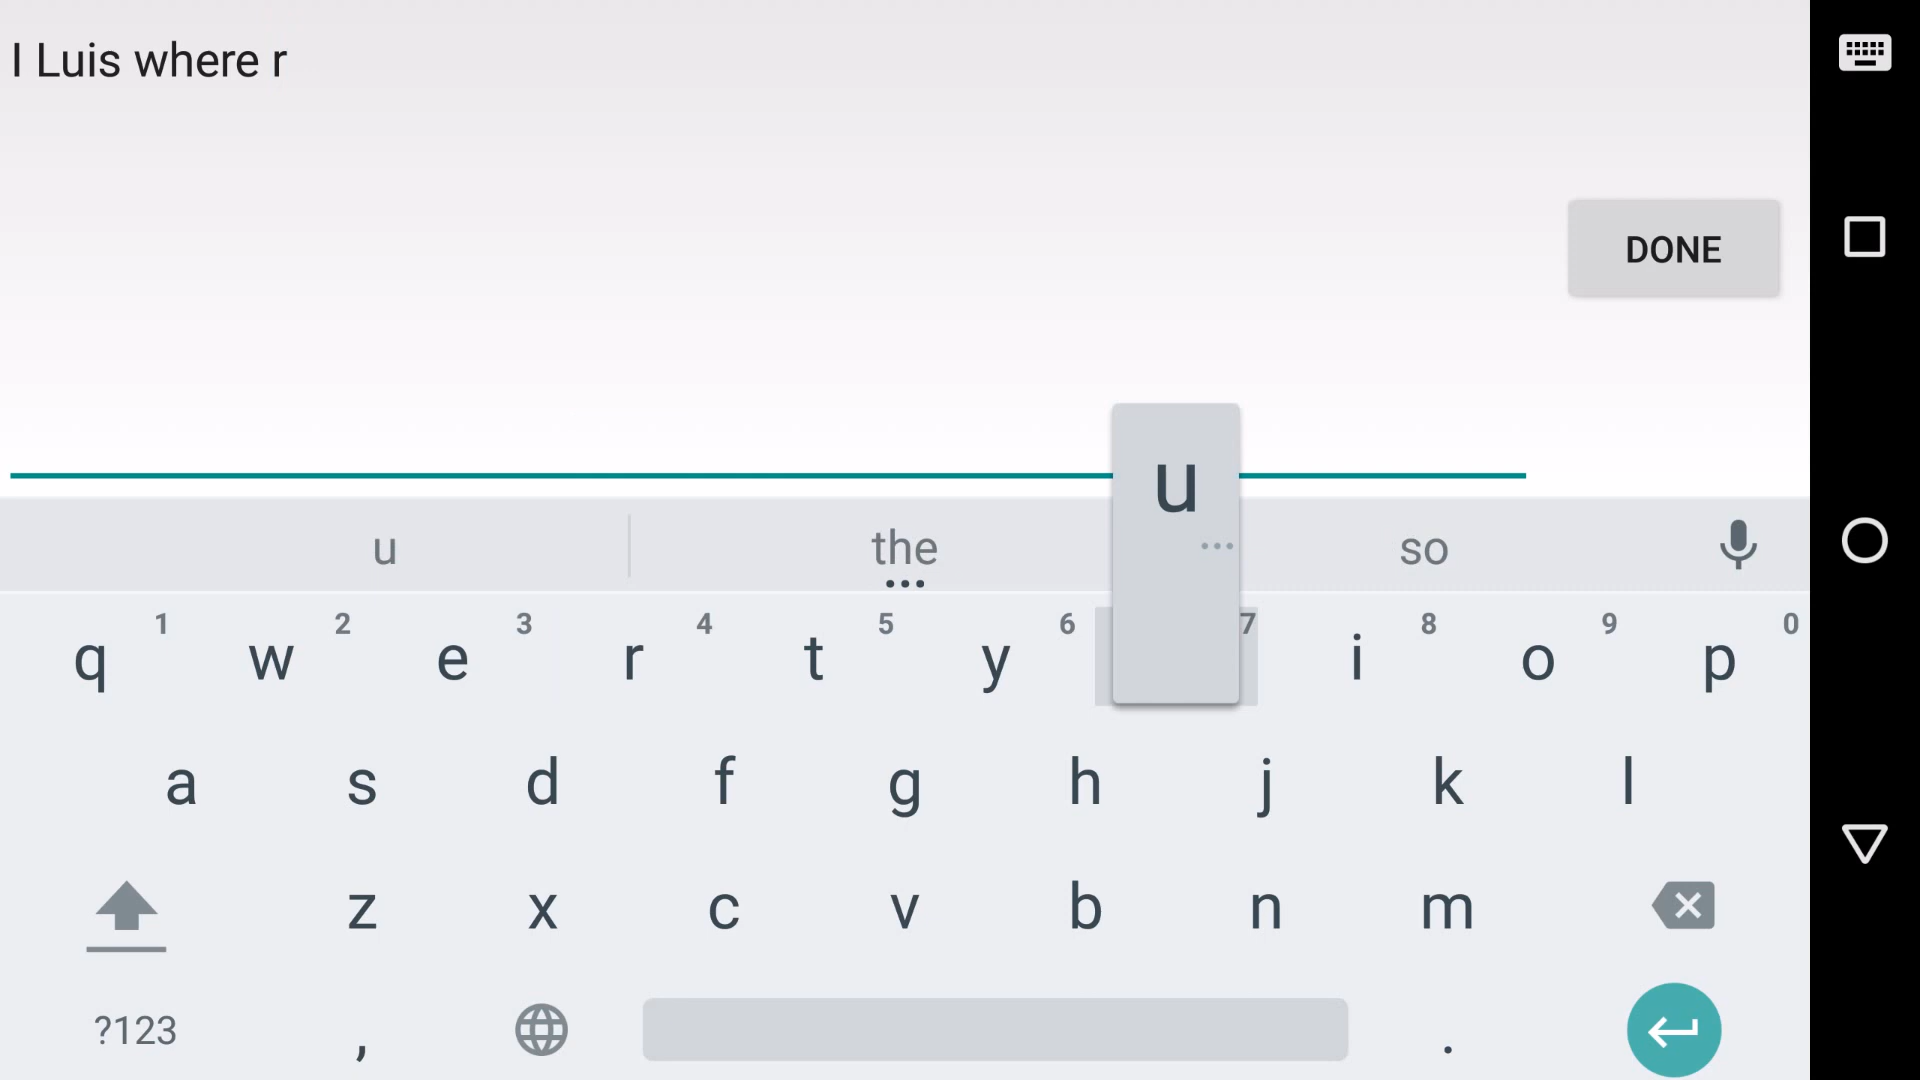 I Luis where r
DONE
u
u the ... so
q 1 w 2 e 3 r 4 t 5 y 6 7 i 8 o 9 p 0
a s d f g h j k l
z x c v b n m
?123 , .